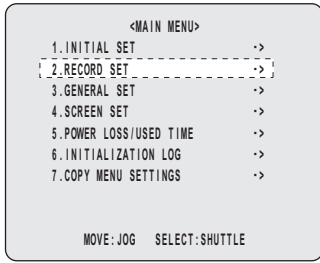 <MAIN MENU>
1.INITIAL SET ->
2.RECORD SET ->
3.GENERAL SET ->
4.SCREEN SET ->
5.POWER LOSS/USED TIME ->
6.INITIALIZATION LOG ->
7.COPY MENU SETTINGS ->
MOVE:JOG SELECT:SHUTTLE